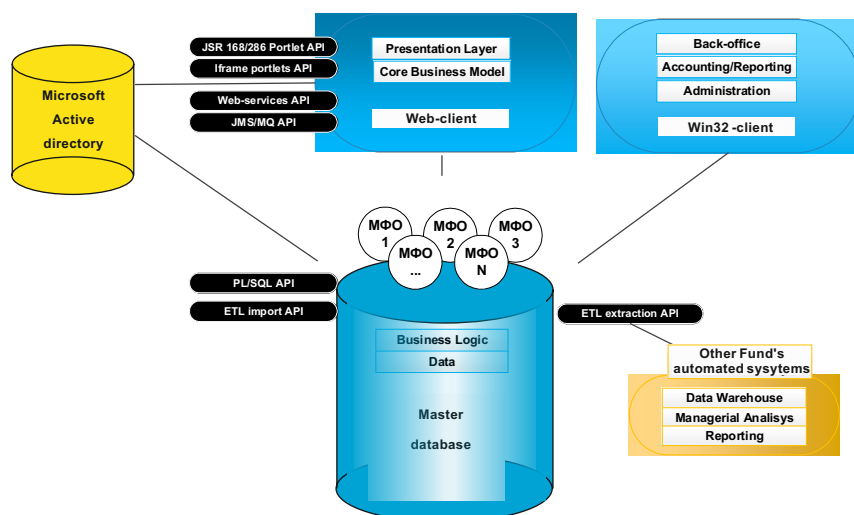 JSR 168/286 Portlet API
Iframe portlets API
Web-services API
JMS/MQ API
Microsoft
Active
directory
Presentation Layer
Core Business Model
Web-client
Back-office
Accounting/Reporting
Administration
Win32 -client
МФО
1
МФО
2
МФО
3
МФО
...
МФО
N
PL/SQL API
ETL import API
ETL extraction API
Business Logic
Data
Master
database
Other Fund's
automated sysytems
Data Warehouse
Managerial Analisys
Reporting